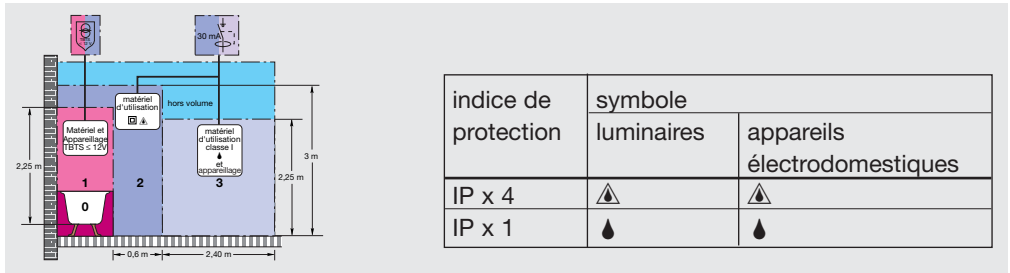 30 mA
TBTS
≤ 12 V
matériel
d'utilisation
hors volume
Matériel et
Appareillage
TBTS ≤ 12V
matériel
d'utilisation
classe I
et
appareillage
2,25 m
3 m
2,25 m
1
2
3
0
0,6 m
2,40 m
indice de
protection
symbole
luminaires
appareils
électrodomestiques
IP x 4
IP x 1